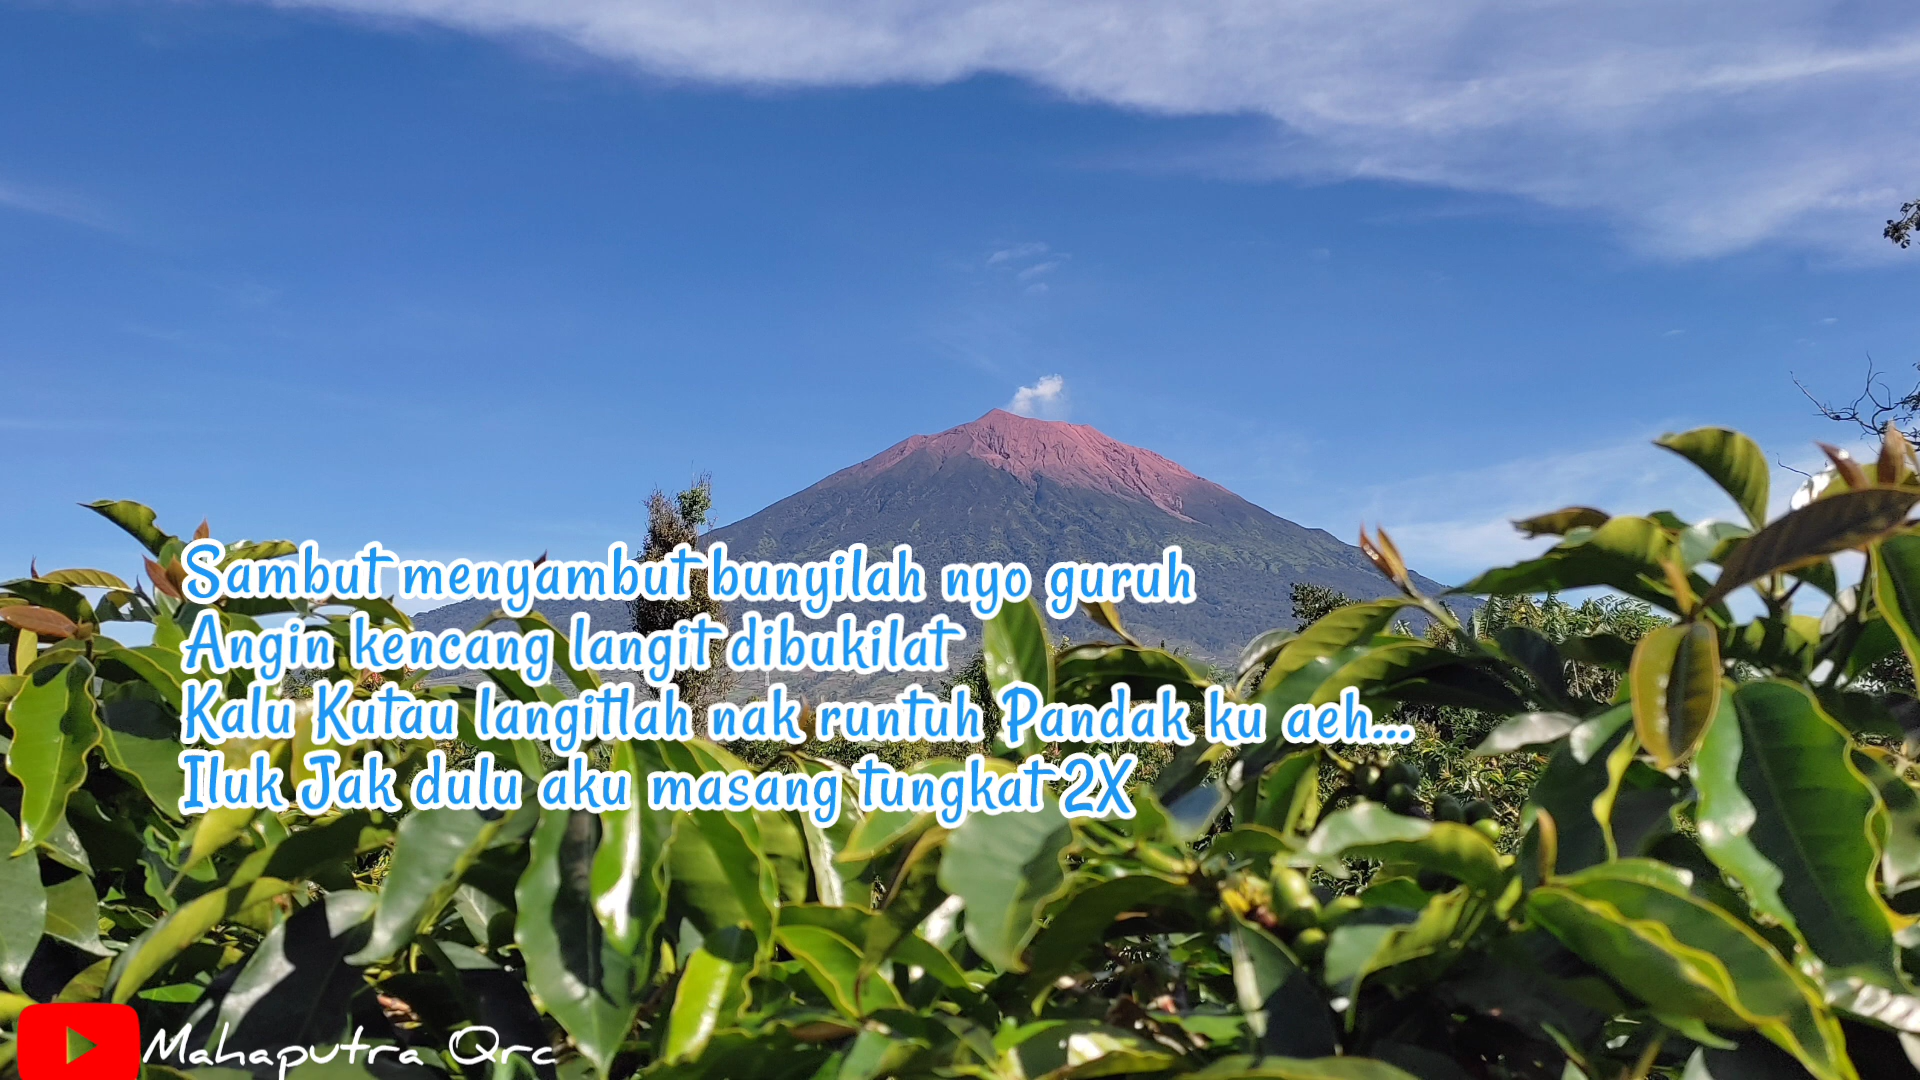 Sambut menyambut bunyilah nyo guruh
Angin kencang langit dibukilat
Kalu Kutau langitlah nak runtuh Pandak ku aeh...
Iluk Jak dulu aku masang tungkat 2X
Mahaputra Qrc